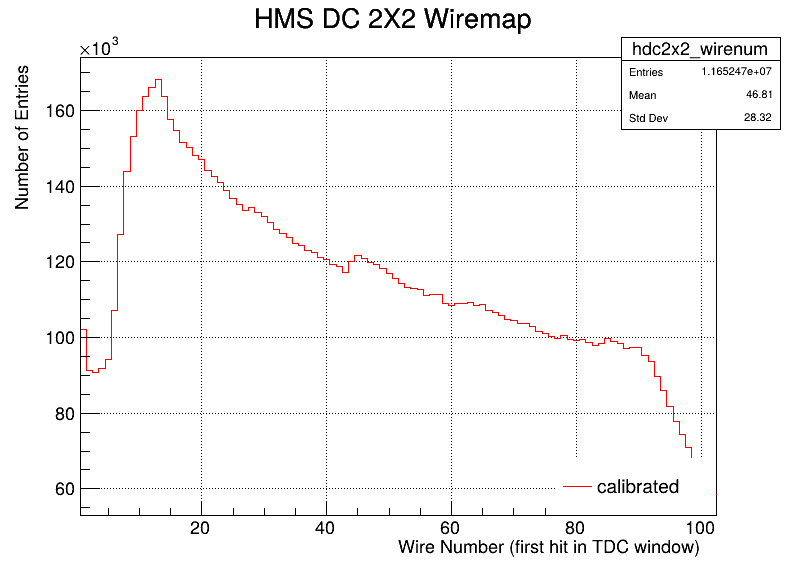 HMS DC 2X2 Wiremap
×10³
hdc2x2_wirenum
Entries 1.165247e+07
Mean 46.81
Std Dev 28.32
Number of Entries
160
140
120
100
80
60
calibrated
20 40 60 80 100
Wire Number (first hit in TDC window)